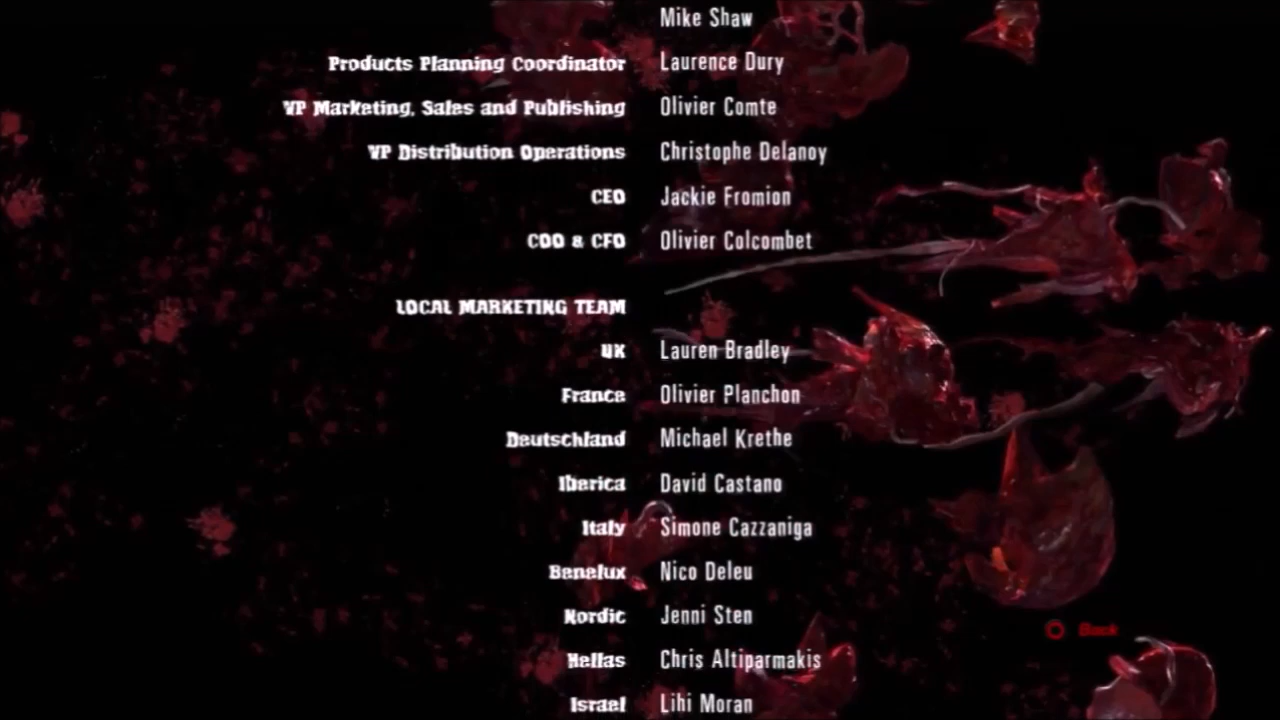 Mike Shaw
Products Planning Coordinator Laurence Dury
VP Marketing, Sales and Publishing Olivier Comte
VP Distribution Operations Christophe Delanoy
CEO Jackie Fromion
COO & CFO Olivier Colcombet
LOCAL MARKETING TEAM
UK Lauren Bradley
France Olivier Planchon
Deutschland Michael Krethe
Iberica David Castano
Italy Simone Cazzaniga
Benelux Nico Deleu
Nordic Jenni Sten
Hellas Chris Altiparmakis
Back
Israel Lihi Moran